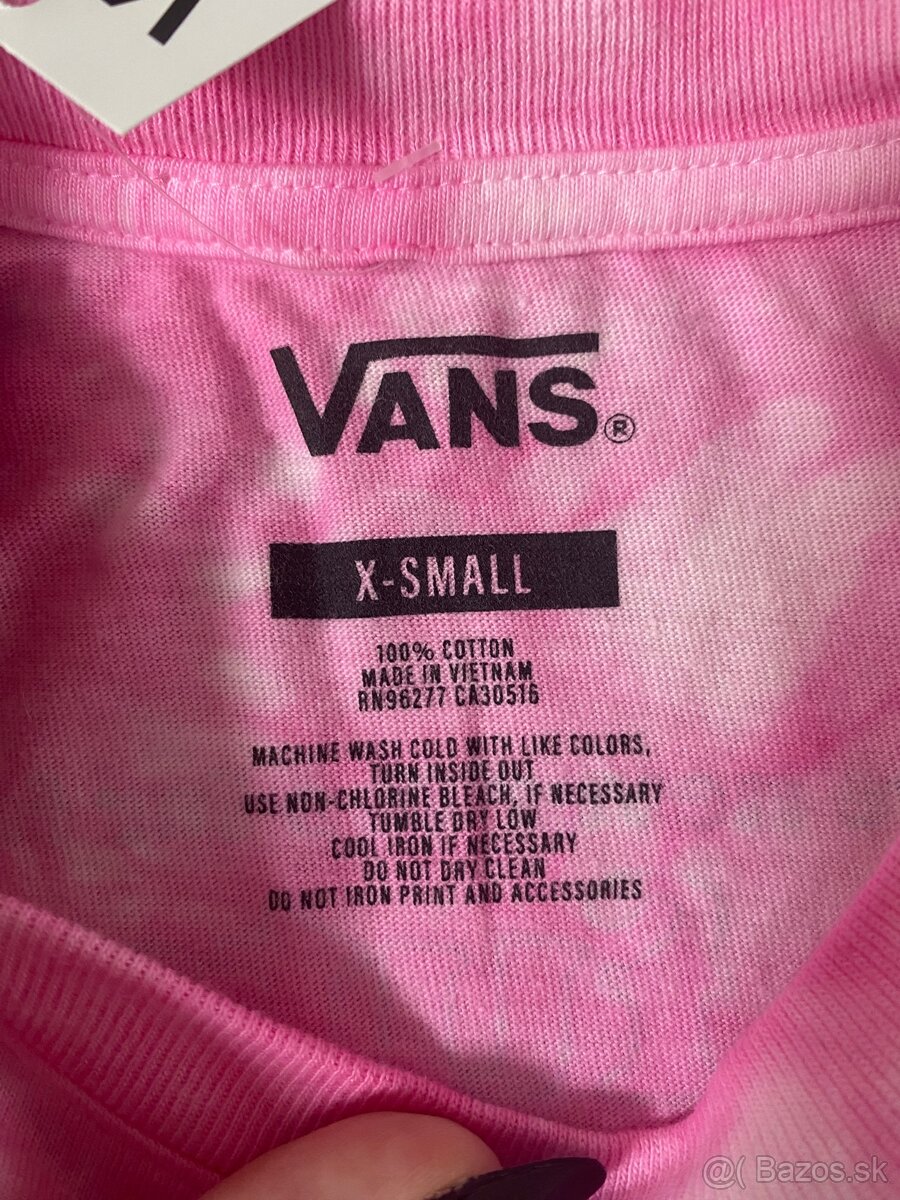 VANS®
X-SMALL
100% COTTON
MADE IN VIETNAM
RN96277 CA30516
MACHINE WASH COLD WITH LIKE COLORS,
TURN INSIDE OUT
USE NON-CHLORINE BLEACH, IF NECESSARY
TUMBLE DRY LOW
COOL IRON IF NECESSARY
DO NOT DRY CLEAN
DO NOT IRON PRINT AND ACCESSORIES
@( Bazos.sk